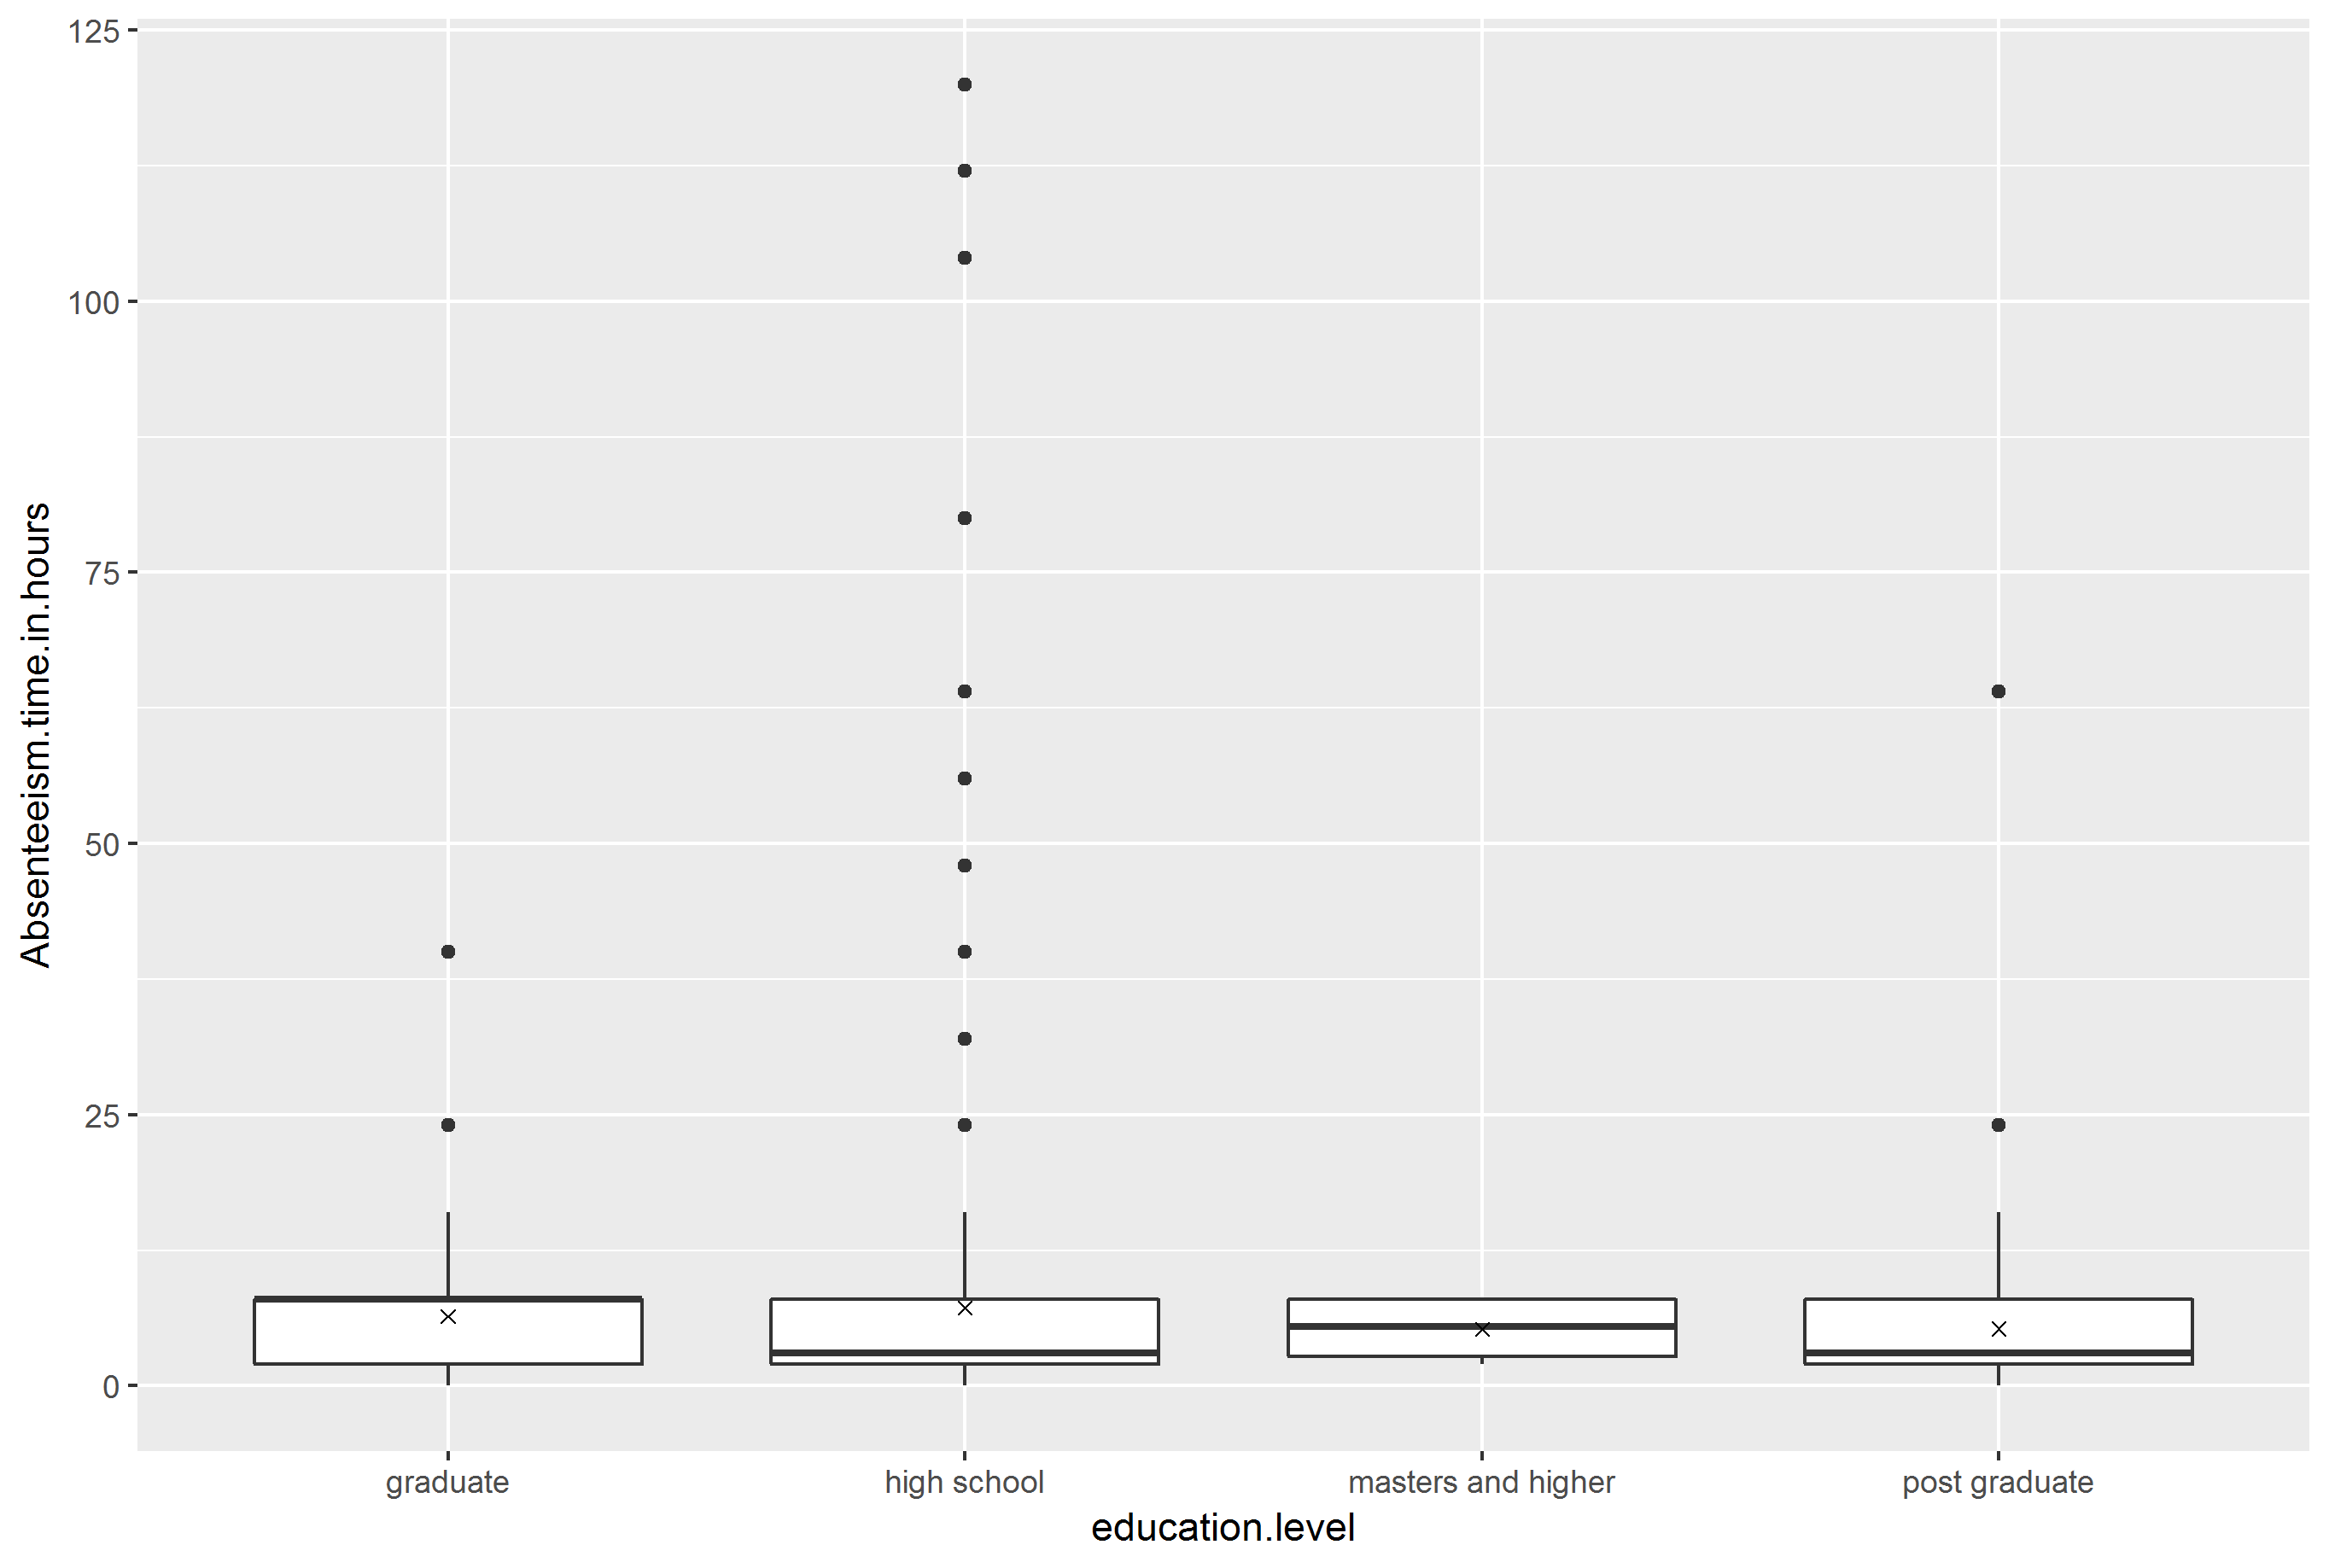 125
100
75
50
25
0
Absenteeism.time.in.hours
graduate high school masters and higher post graduate
education.level